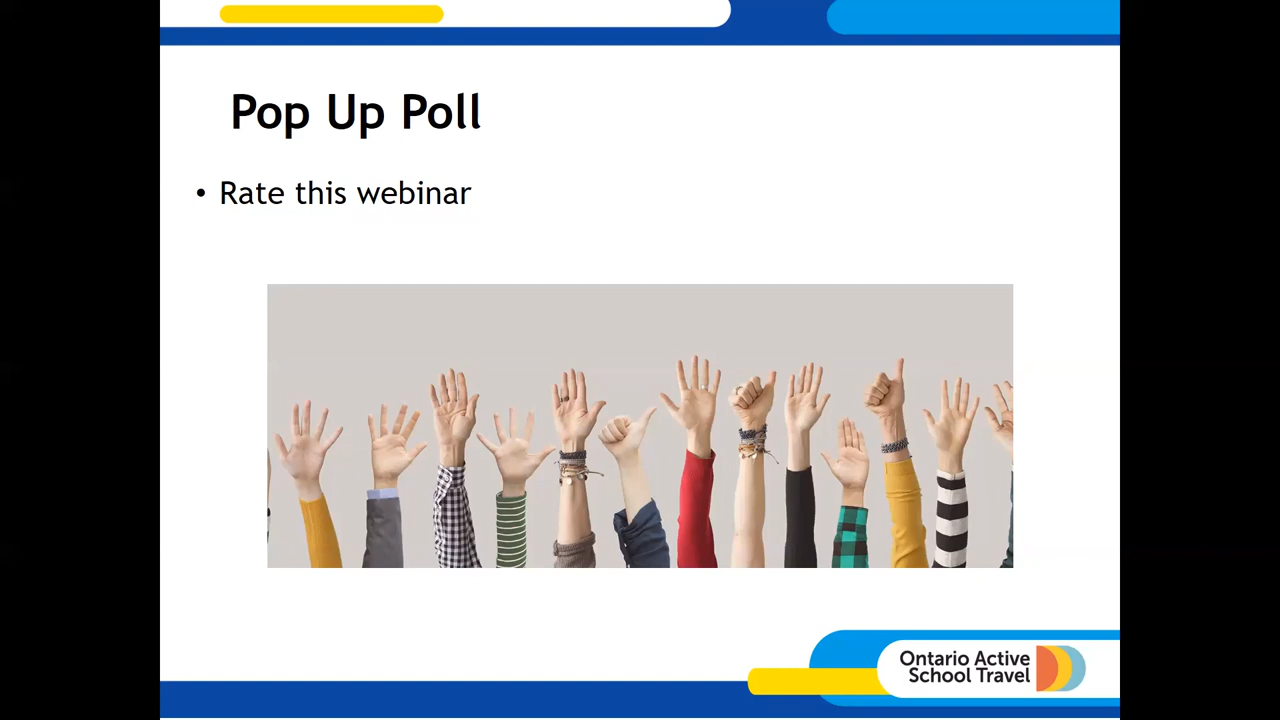 Pop Up Poll
• Rate this webinar
Ontario Active
School Travel